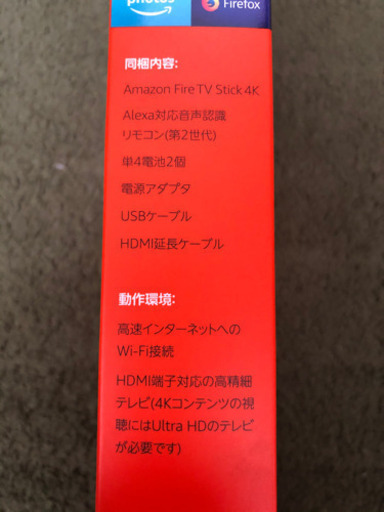 photos
Firefox
同梱内容:
Amazon Fire TV Stick 4K
Alexa対応音声認識
リモコン(第2世代)
単4電池2個
電源アダプタ
USBケーブル
HDMI延長ケーブル
動作環境:
高速インターネットへの
Wi-Fi接続
HDMI端子対応の高精細
テレビ(4Kコンテンツの視
聴にはUltra HDのテレビ
が必要です)